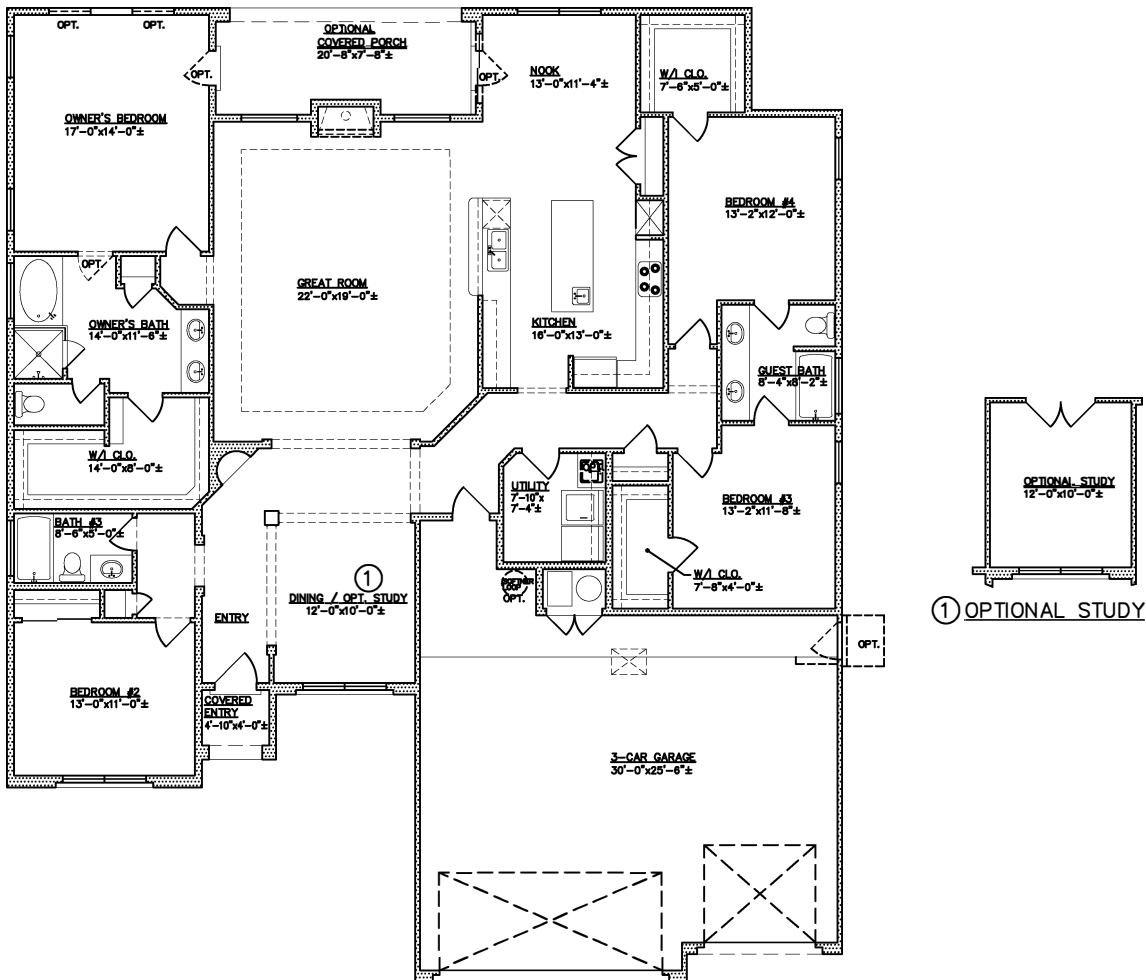 OPT.
OPT.
OPTIONAL
COVERED PORCH
20'-8"x7'-8"±
OPT.
OPT.
NOOK
13'-0"x11'-4"±
W/I CLO.
7'-6"x5'-0"±
OWNER'S BEDROOM
17'-0"x14'-0"±
BEDROOM #4
13'-2"x12'-0"±
OPT.
GREAT ROOM
22'-0"x19'-0"±
OWNER'S BATH
14'-0"x11'-6"±
KITCHEN
16'-0"x13'-0"±
GUEST BATH
8'-4"x8'-2"±
W/I CLO.
14'-0"x8'-0"±
OPT.
UTILITY
7'-10"x
7'-4"±
BEDROOM #3
13'-2"x11'-8"±
OPTIONAL STUDY
12'-0"x10'-0"±
BATH #3
8'-6"x5'-0"±
W/I CLO.
7'-8"x4'-0"±
SOFTNER
LOOP
OPT.
1
DINING / OPT. STUDY
12'-0"x10'-0"±
ENTRY
1 OPTIONAL STUDY
OPT.
BEDROOM #2
13'-0"x11'-0"±
COVERED
ENTRY
4'-10"x4'-0"±
3-CAR GARAGE
30'-0"x25'-6"±